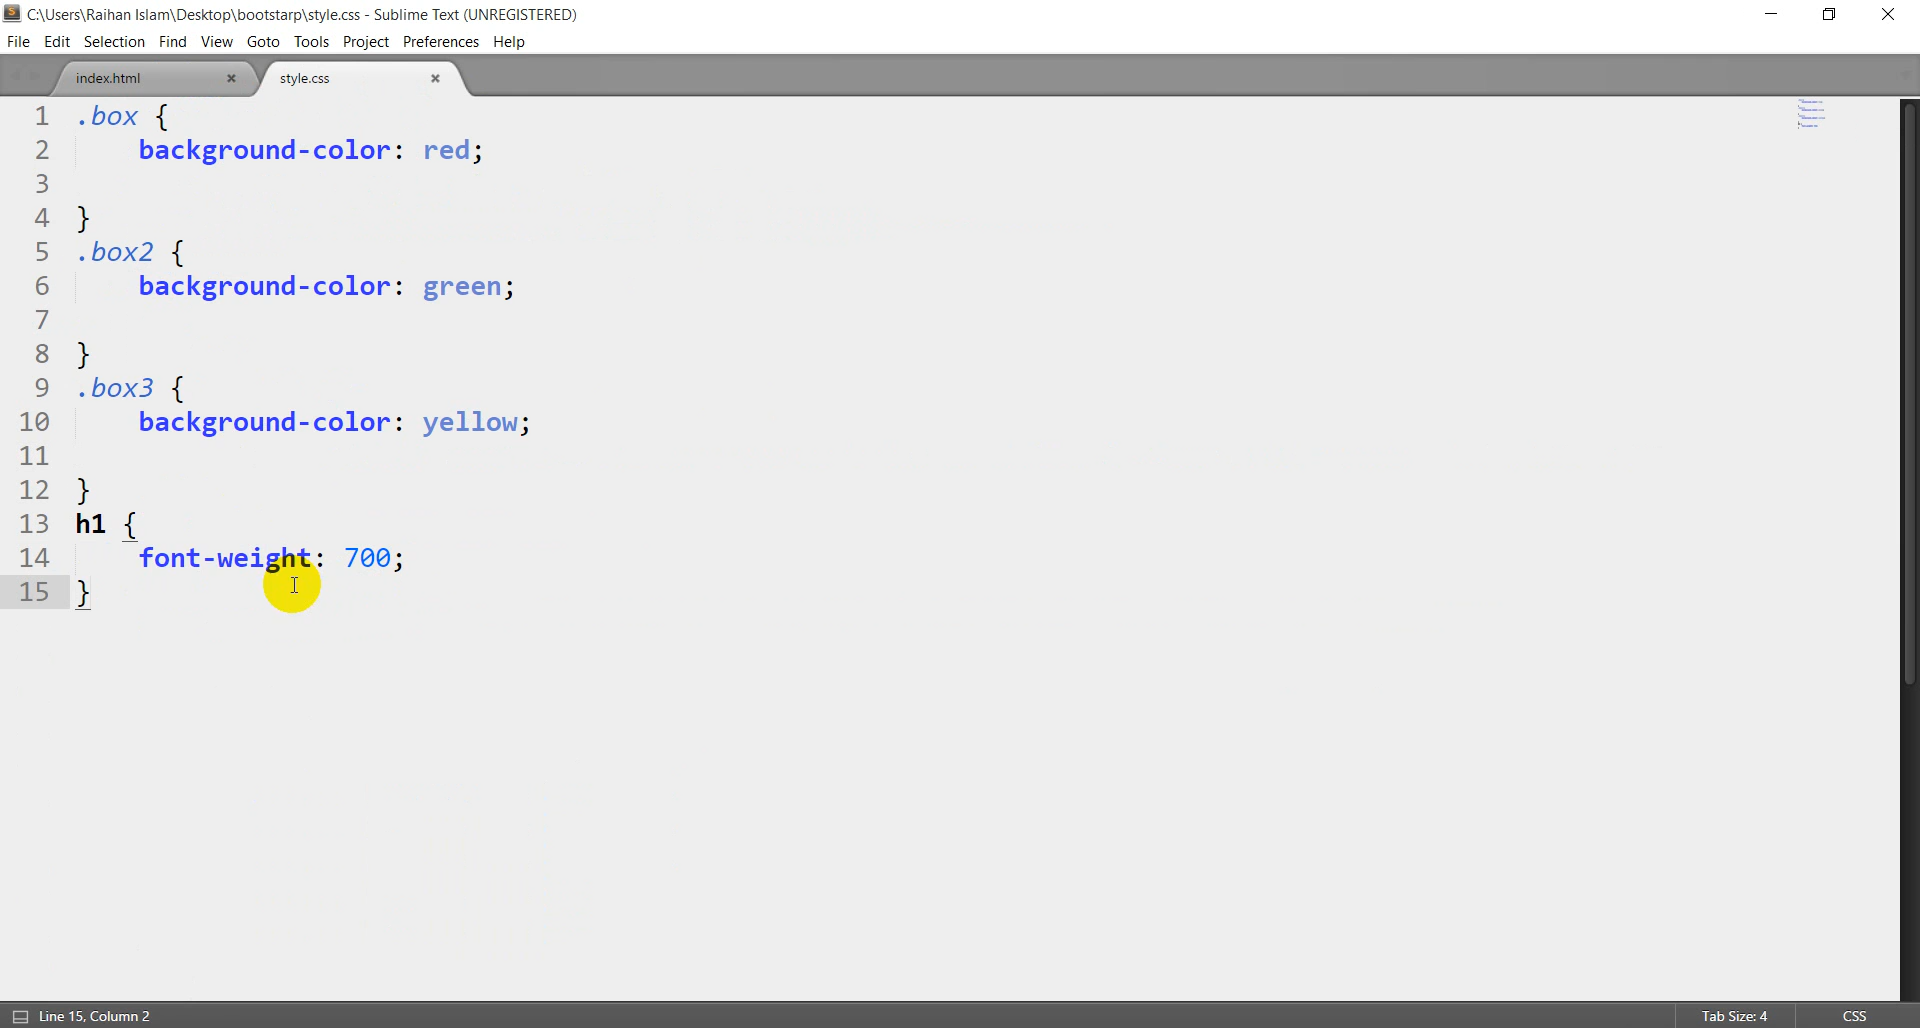 C:\Users\Raihan Islam\Desktop\bootstarp\style.css - Sublime Text (UNREGISTERED)
File Edit Selection Find View Goto Tools Project Preferences Help
index.html style.css
1 .box {
2 background-color: red;
3
4 }
5 .box2 {
6 background-color: green;
7
8 }
9 .box3 {
10 background-color: yellow;
11
12 }
13 h1 {
14 font-weight: 700;
15 }
Line 15, Column 2 Tab Size: 4 CSS